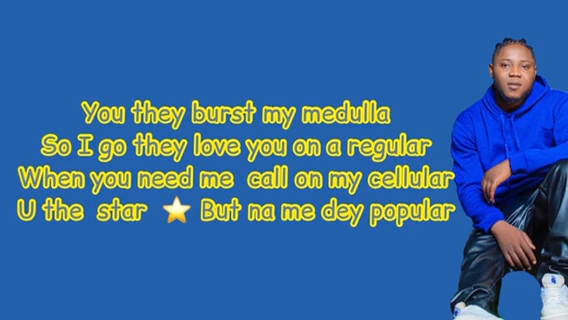 You they burst my medulla
So I go they love you on a regular
When you need me call on my cellular
U the star ⭐ But na me dey popular